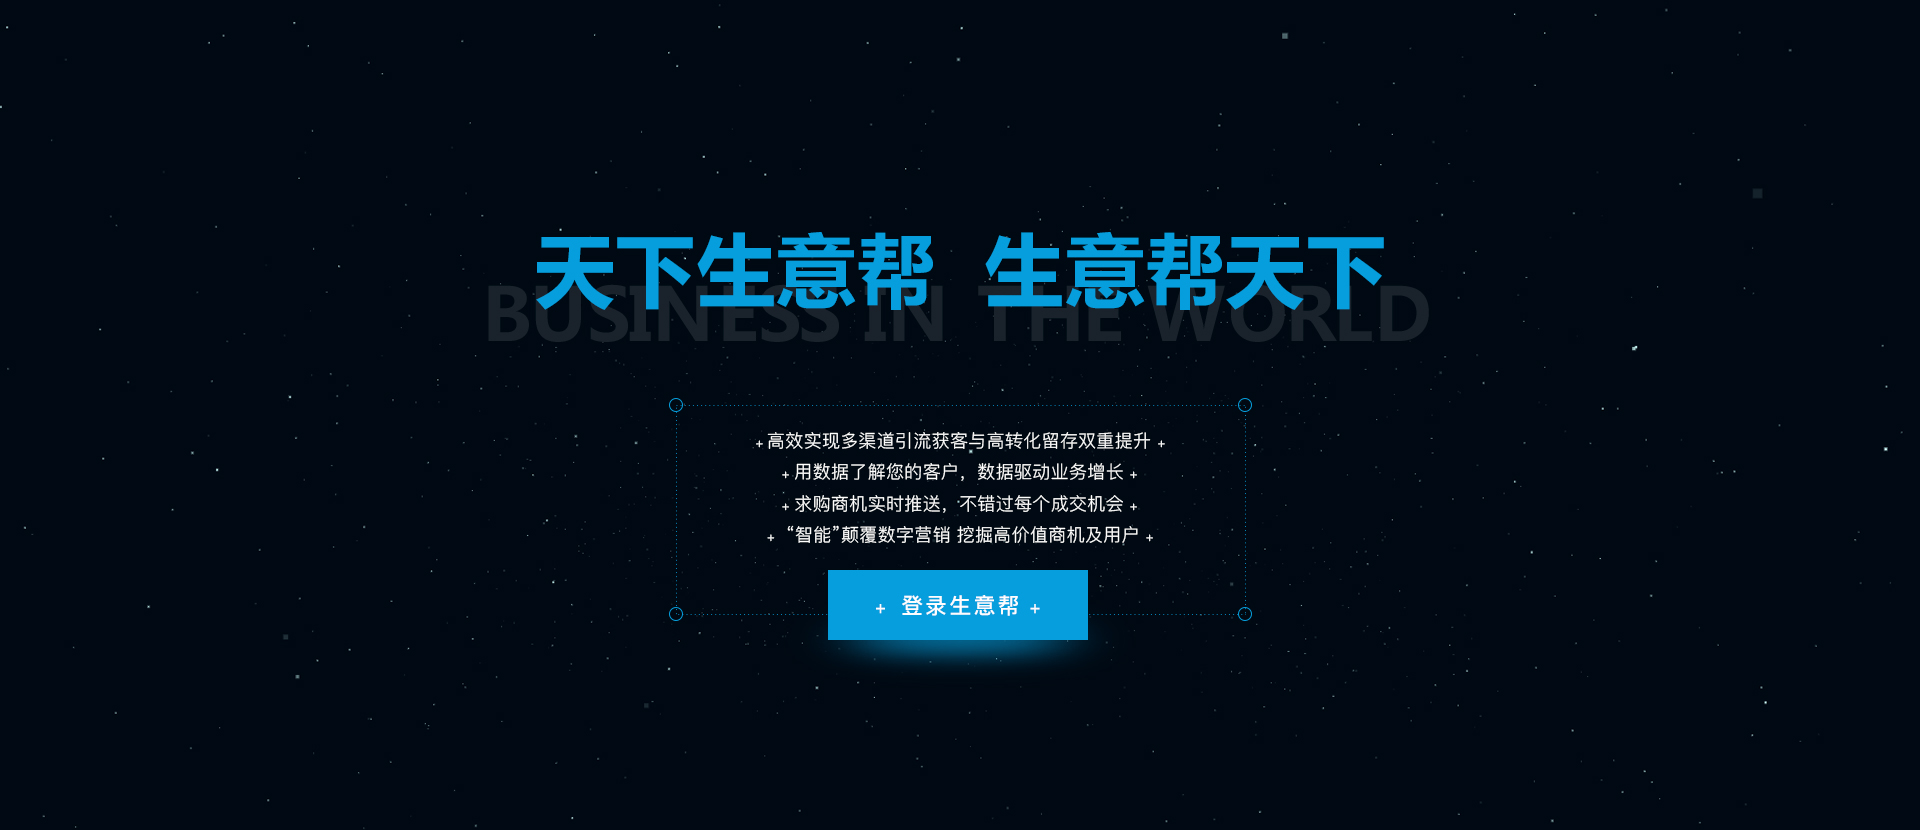 天下生意帮 生意帮天下
BUSINESS IN THE WORLD
+ 高效实现多渠道引流获客与高转化留存双重提升 +
+ 用数据了解您的客户，数据驱动业务增长 +
+ 求购商机实时推送，不错过每个成交机会 +
+ “智能”颠覆数字营销 挖掘高价值商机及用户 +
+ 登录生意帮 +